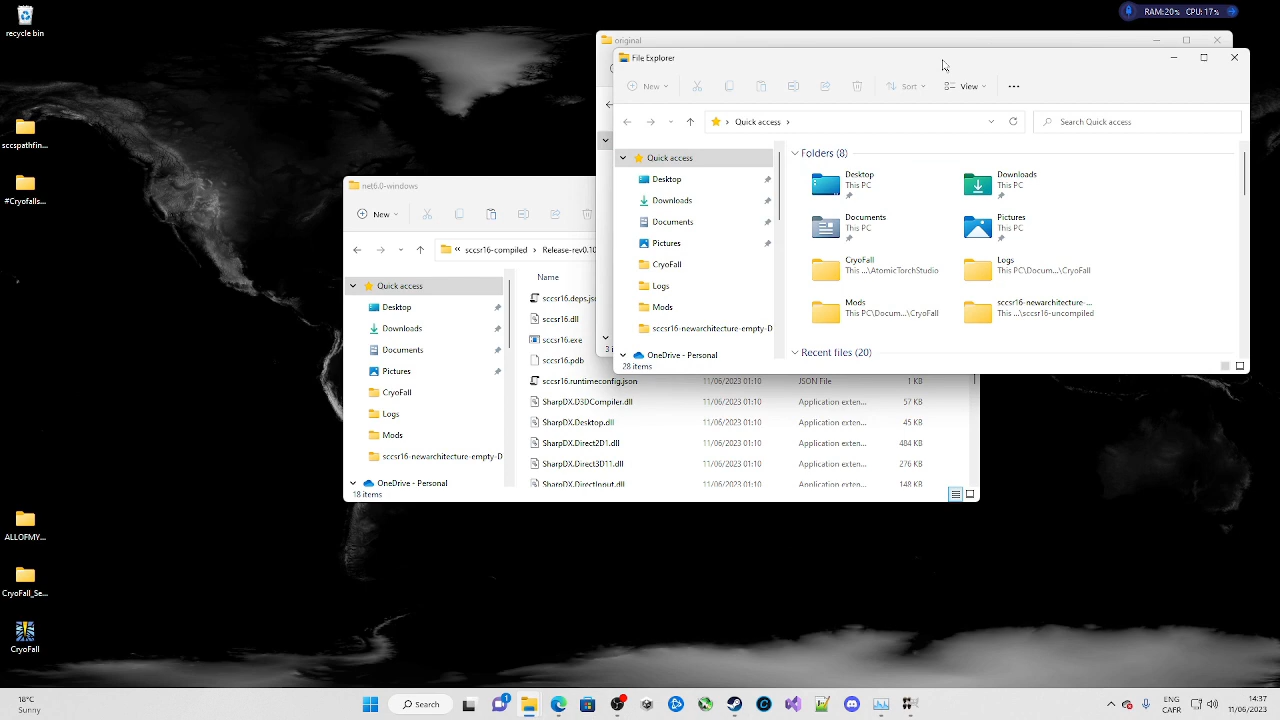 RAM:20% CPU:17%
ecycle bin
sccspathfin...
#Cryofalls...
ALLOFMY...
CryoFall_Se...
CryoFall
original
File Explorer
New
Sort
View
Quick access
Search Quick access
Quick access
Desktop
Downloads
Documents
Pictures
CryoFall
Logs
Mods
sccsr16-newarchitecture-empty-D
OneDrive - Personal
Folders (8)
Desktop
This PC
Downloads
This PC
Documents
This PC
Pictures
This PC
CryoFall
This ...\AtomicTorchStudio
Logs
This PC\Docum...\CryoFall
Mods
This PC\Docum...\CryoFall
sccsr16-newarchitecture-...
...\sccsr16-uncompiled
Recent files (20)
28 items
net6.0-windows
New
« sccsr16-compiled > Release-rev0.10
Quick access
Desktop
Downloads
Documents
Pictures
CryoFall
Logs
Mods
sccsr16-newarchitecture-empty-D
OneDrive - Personal
Name
sccsr16.deps.jso
sccsr16.dll
sccsr16.exe
sccsr16.pdb
sccsr16.runtimeconfig.json 11/06/2023 01:10 JSON File 1 KB
SharpDX.D3DCompiler.dll 11/06/2023 01:10 Application exten... 57 KB
SharpDX.Desktop.dll 11/06/2023 01:10 Application exten... 45 KB
SharpDX.Direct2D1.dll 11/06/2023 01:10 Application exten... 484 KB
SharpDX.Direct3D11.dll 11/06/2023 01:10 Application exten... 276 KB
SharpDX.DirectInput.dll 11/06/2023 01:10 Application exten... 148 KB
18 items
18°C
Sunny
Search
1
ENG
CAFR
14:37
11/06/2023